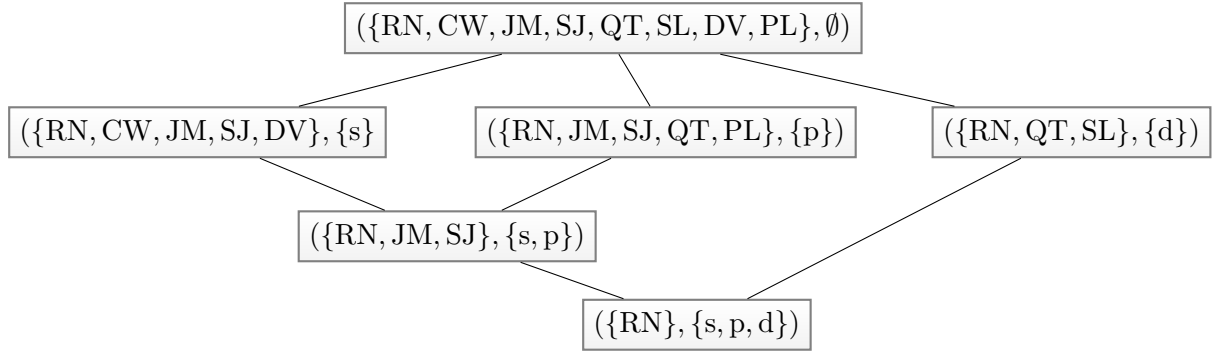 ({RN, CW, JM, SJ, QT, SL, DV, PL}, ∅)
({RN, CW, JM, SJ, DV}, {s}
({RN, JM, SJ, QT, PL}, {p})
({RN, QT, SL}, {d})
({RN, JM, SJ}, {s, p})
({RN}, {s, p, d})